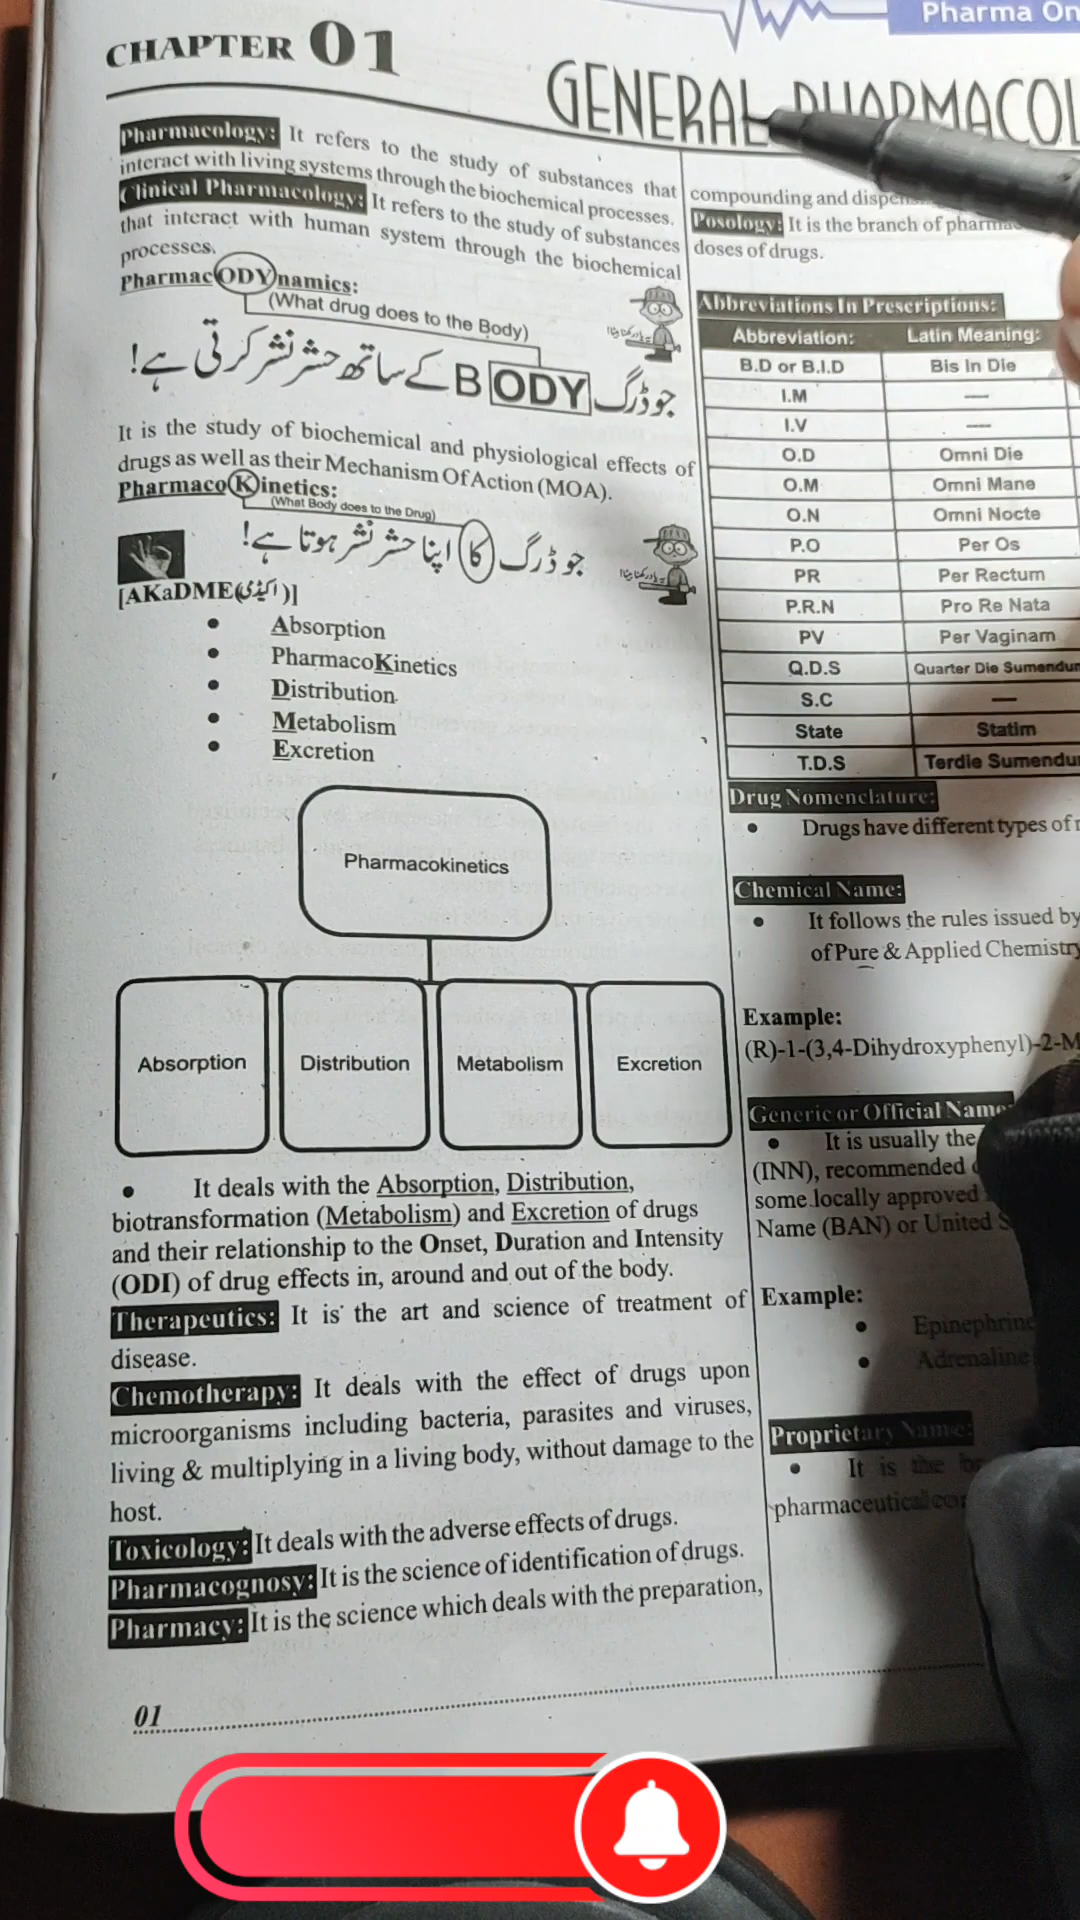 Pharma On
CHAPTER 01
GENERAL PHARMACOL
Pharmacology: It refers to the study of substances that
interact with living systems through the biochemical processes.
Clinical Pharmacology: It refers to the study of substances
that interact with human system through the biochemical
processes.
PharmacODYnamics:
(What drug does to the Body)
جو ڈرگ BODY کے ساتھ حشر نشر کرتی ہے!
It is the study of biochemical and physiological effects of
drugs as well as their Mechanism Of Action (MOA).
PharmacoKinetics:
(What Body does to the Drug)
جو ڈرگ کا اپنا حشر نشر ہوتا ہے!
[AKaDME(اکیڈمی)]
Absorption
PharmacoKinetics
Distribution
Metabolism
Excretion
Pharmacokinetics
Absorption
Distribution
Metabolism
Excretion
It deals with the Absorption, Distribution,
biotransformation (Metabolism) and Excretion of drugs
and their relationship to the Onset, Duration and Intensity
(ODI) of drug effects in, around and out of the body.
Therapeutics: It is the art and science of treatment of
disease.
Chemotherapy: It deals with the effect of drugs upon
microorganisms including bacteria, parasites and viruses,
living & multiplying in a living body, without damage to the
host.
Toxicology: It deals with the adverse effects of drugs.
Pharmacognosy: It is the science of identification of drugs.
Pharmacy: It is the science which deals with the preparation,
01
compounding and
Posology: It is the branch of
doses of drugs.
Abbreviations In Prescriptions:
Abbreviation: Latin Meaning:
B.D or B.I.D Bis In Die
I.M —
I.V —
O.D Omni Die
O.M Omni Mane
O.N Omni Nocte
P.O Per Os
PR Per Rectum
P.R.N Pro Re Nata
PV Per Vaginam
Q.D.S Quarter Die Sumendum
S.C —
State Statim
T.D.S Terdie Sumendu
Drug Nomenclature:
Drugs have different types of
Chemical Name:
It follows the rules issued by
of Pure & Applied Chemistry
Example:
(R)-1-(3,4-Dihydroxyphenyl)-2-M
Generic or Official Name:
It is usually the
(INN), recommended
some locally approved
Name (BAN) or United S
Example:
Epinephrine
Adrenaline
Proprietary Name:
It is the
pharmaceutical